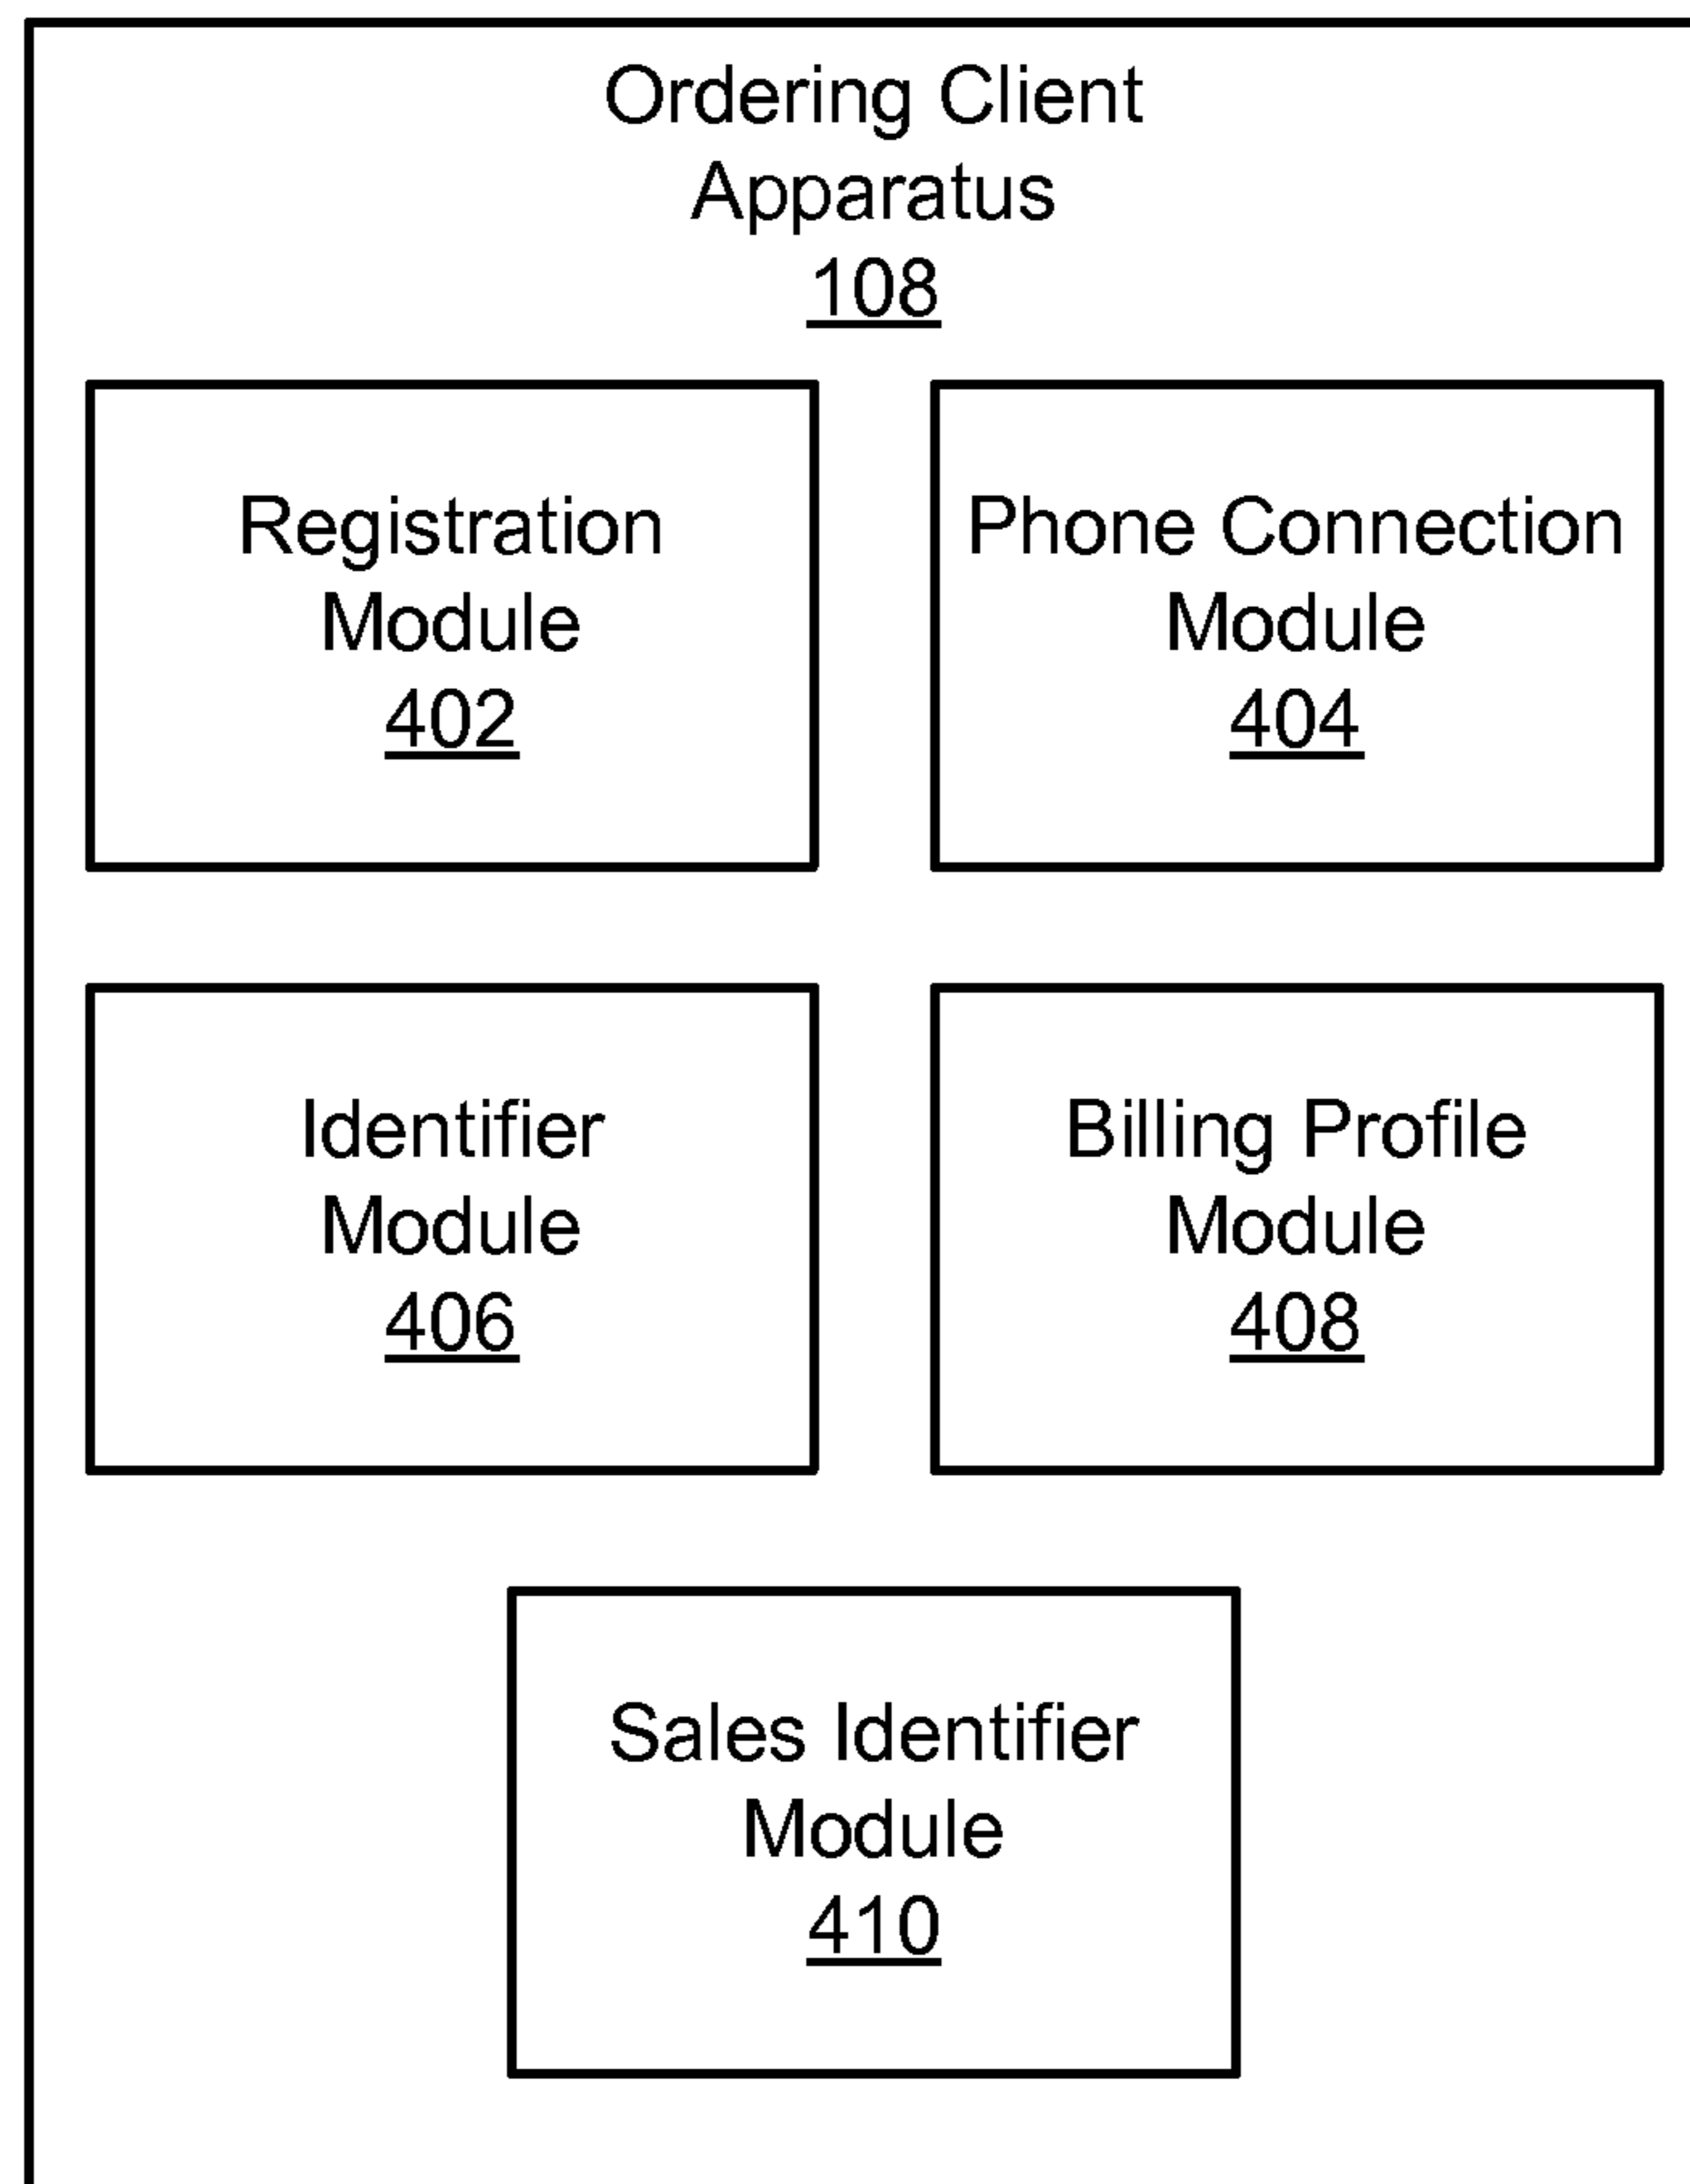 Ordering Client
Apparatus
108
Registration
Module
402
Phone Connection
Module
404
Identifier
Module
406
Billing Profile
Module
408
Sales Identifier
Module
410